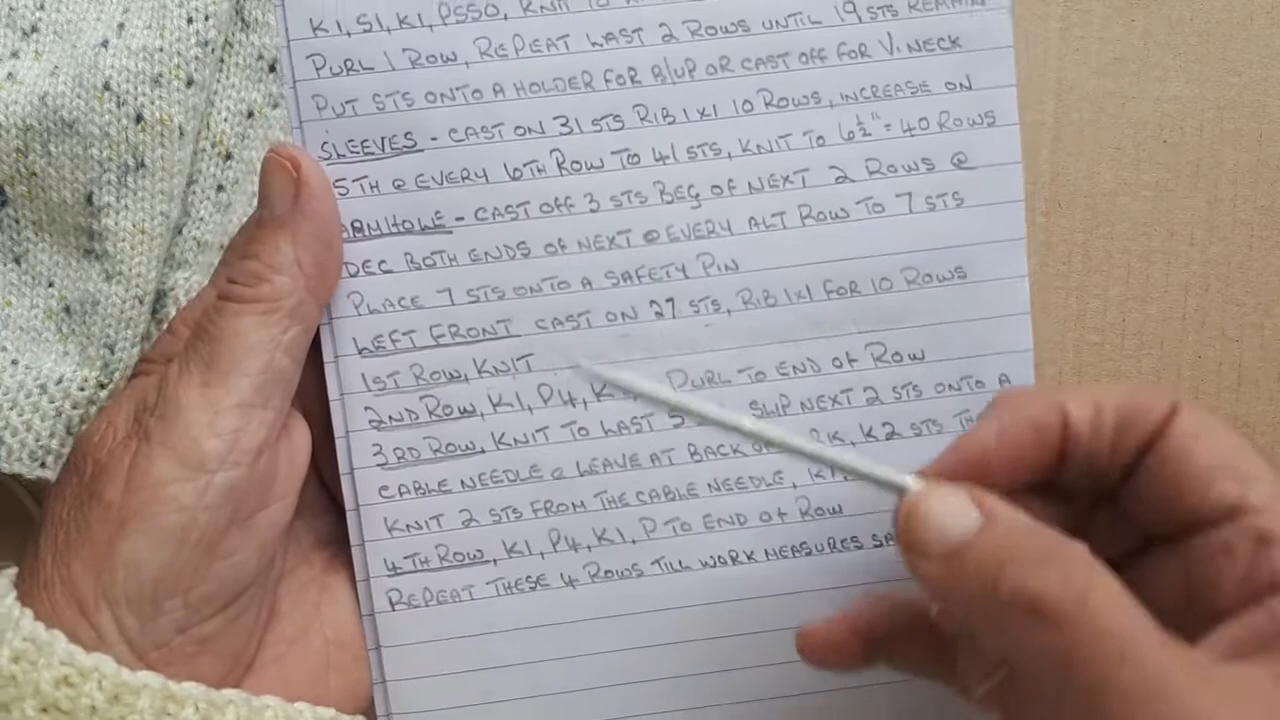 K1, S1, K1, PSSO, KNIT TO
PURL 1 ROW, REPEAT LAST 2 ROWS UNTIL 19 STS REMAIN
PUT STS ONTO A HOLDER FOR B/UP OR CAST OFF FOR V. NECK
SLEEVES - CAST ON 31 STS RIB 1X1 10 ROWS, INCREASE ON
5TH @ EVERY 6TH ROW TO 41 STS, KNIT TO 6½" = 40 ROWS
ARMHOLE - CAST OFF 3 STS BEG OF NEXT 2 ROWS @
DEC BOTH ENDS OF NEXT @ EVERY ALT ROW TO 7 STS
PLACE 7 STS ONTO A SAFETY PIN
LEFT FRONT CAST ON 27 STS, RIB 1X1 FOR 10 ROWS
1ST ROW, KNIT
2ND ROW, K1, P4, PURL TO END OF ROW
3RD ROW, KNIT TO LAST SLIP NEXT 2 STS ONTO A
CABLE NEEDLE @ LEAVE AT BACK K2 STS
KNIT 2 STS FROM THE CABLE NEEDLE,
4TH ROW, K1, P4, K1, P TO END OF ROW
REPEAT THESE 4 ROWS TILL WORK MEASURES